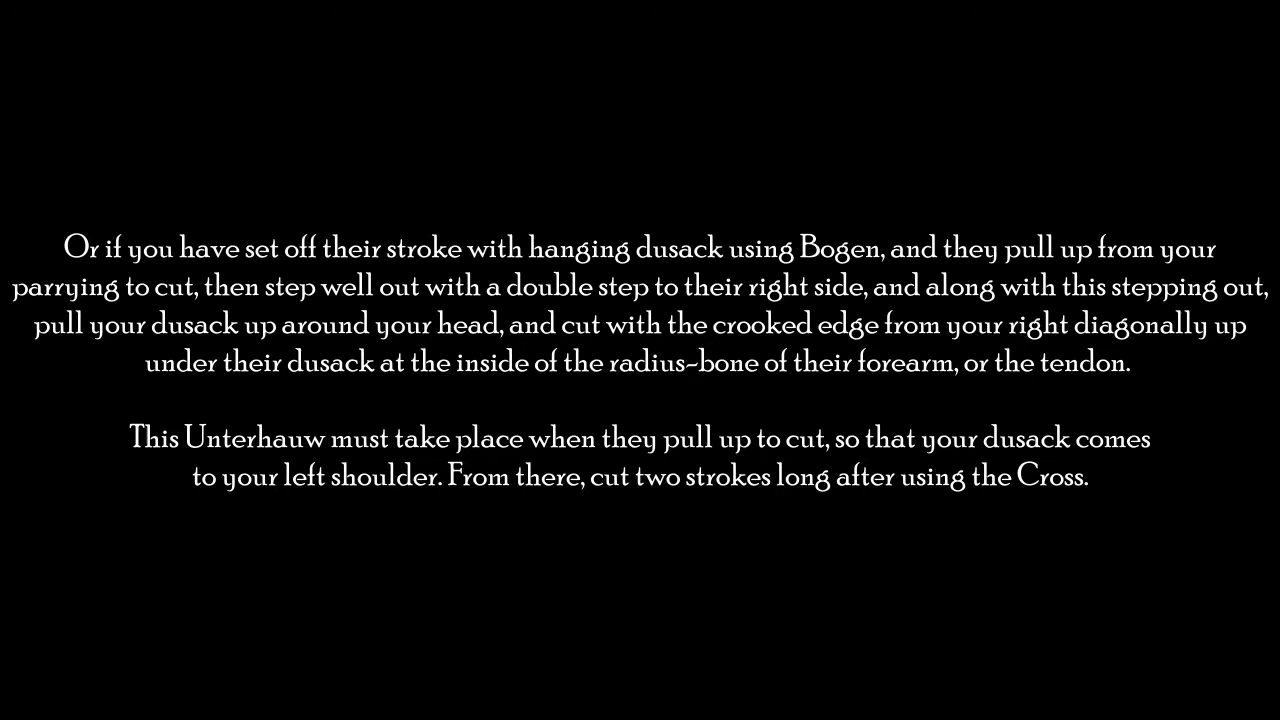 Or if you have set off their stroke with hanging dusack using Bogen, and they pull up from your
parrying to cut, then step well out with a double step to their right side, and along with this stepping out,
pull your dusack up around your head, and cut with the crooked edge from your right diagonally up
under their dusack at the inside of the radius-bone of their forearm, or the tendon.
This Unterhauw must take place when they pull up to cut, so that your dusack comes
to your left shoulder. From there, cut two strokes long after using the Cross.